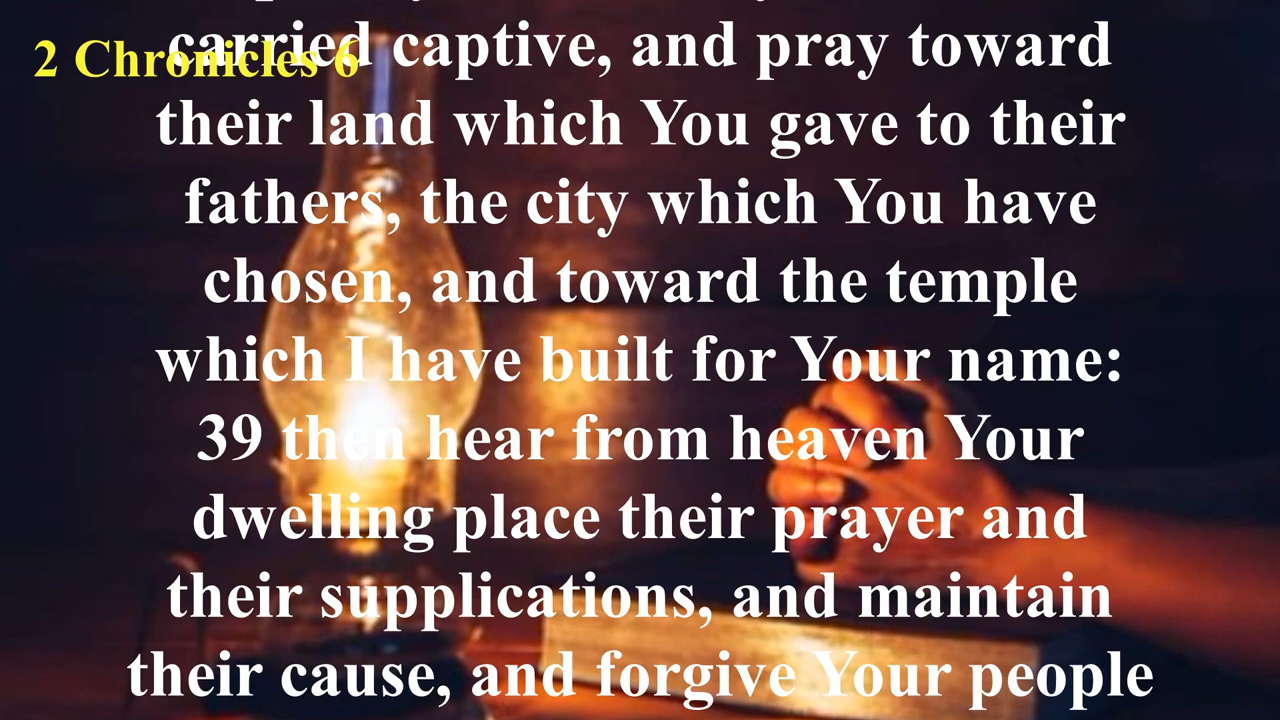 2 Chronicles 6
carried captive, and pray toward
their land which You gave to their
fathers, the city which You have
chosen, and toward the temple
which I have built for Your name:
39 then hear from heaven Your
dwelling place their prayer and
their supplications, and maintain
their cause, and forgive Your people